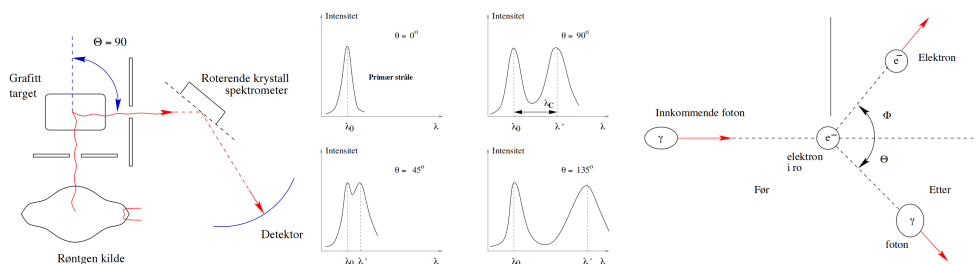 Θ = 90
Grafitt
target
Roterende krystall
spektrometer
Detektor
Røntgen kilde
Intensitet
θ = 0°
Primær stråle
λ0
λ
Intensitet
θ = 90°
λC
λ0
λ'
λ
Intensitet
θ = 45°
λ0
λ'
λ
Intensitet
θ = 135°
λ0
λ'
λ
Innkommende foton
γ
e−
elektron
i ro
e−
Elektron
Φ
Θ
Før
Etter
γ
foton